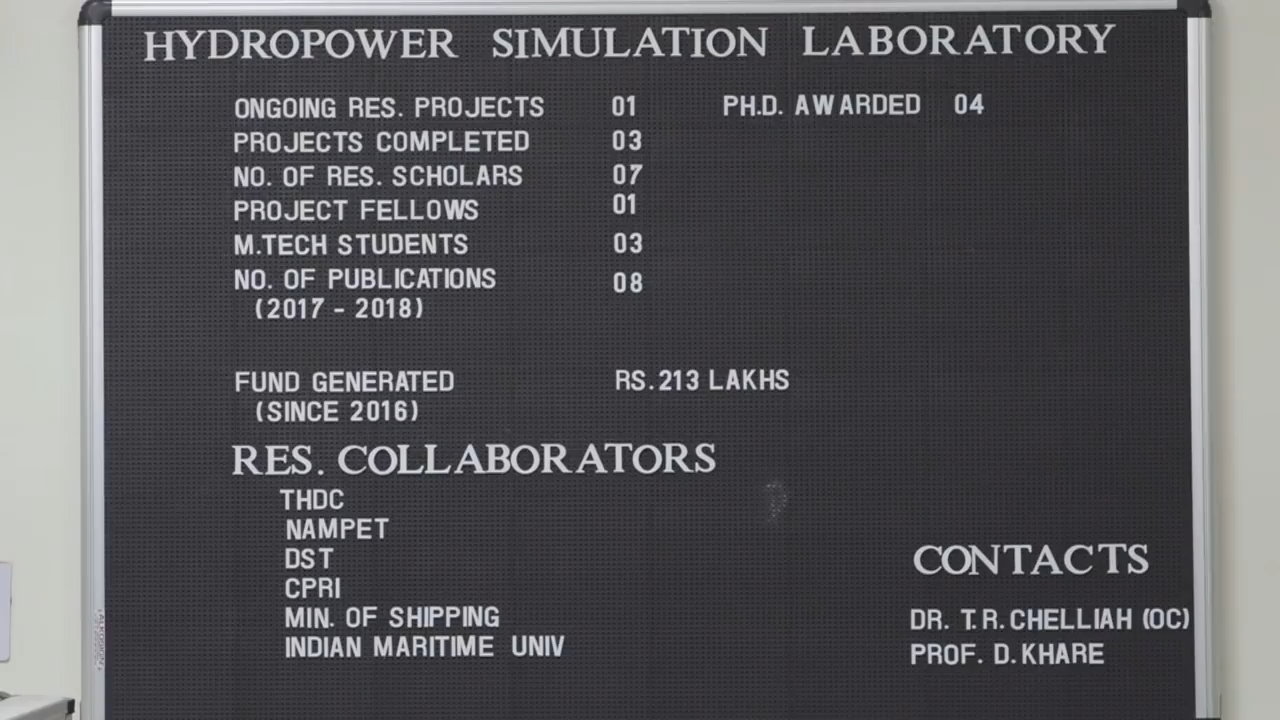 HYDROPOWER SIMULATION LABORATORY
ONGOING RES. PROJECTS 01 PH.D. AWARDED 04
PROJECTS COMPLETED 03
NO. OF RES. SCHOLARS 07
PROJECT FELLOWS 01
M.TECH STUDENTS 03
NO. OF PUBLICATIONS 08
(2017 - 2018)
FUND GENERATED RS. 213 LAKHS
(SINCE 2016)
RES. COLLABORATORS
THDC
NAMPET
DST
CPRI
MIN. OF SHIPPING
INDIAN MARITIME UNIV
CONTACTS
DR. T.R. CHELLIAH (OC)
PROF. D.KHARE